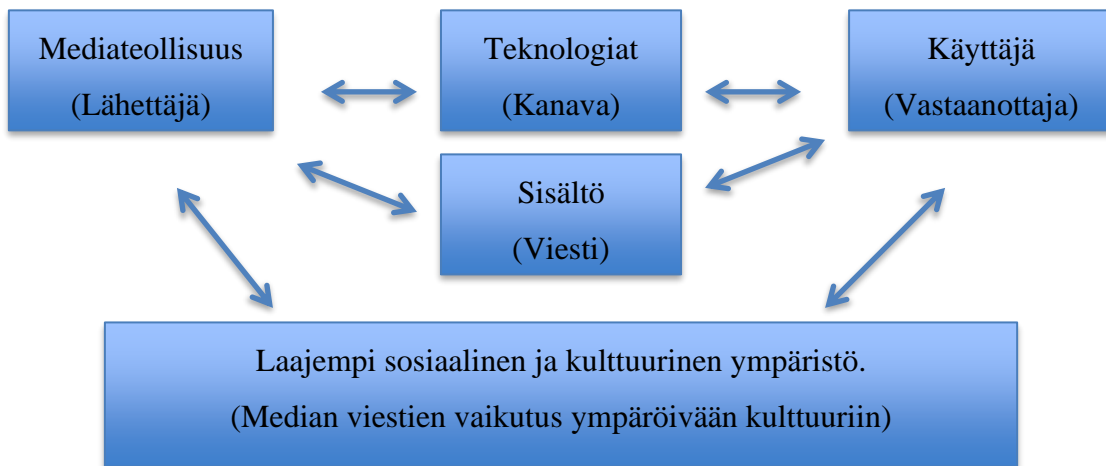 Mediateollisuus
(Lähettäjä)
Teknologiat
(Kanava)
Käyttäjä
(Vastaanottaja)
Sisältö
(Viesti)
Laajempi sosiaalinen ja kulttuurinen ympäristö.
(Median viestien vaikutus ympäröivään kulttuuriin)